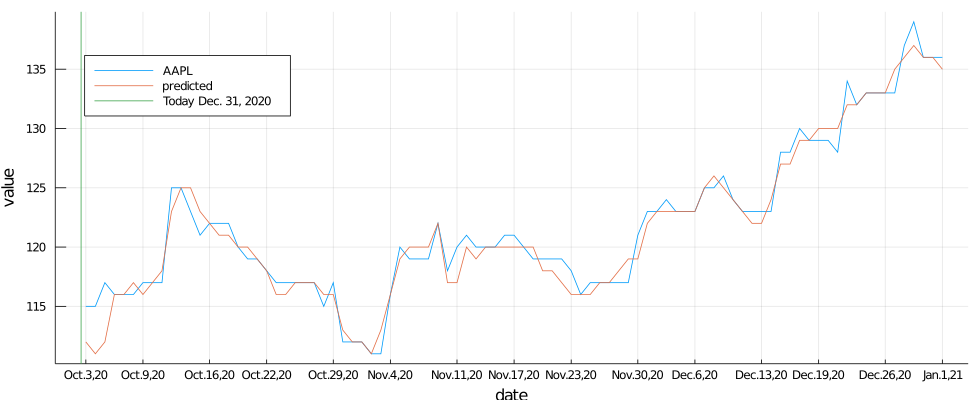 AAPL
predicted
Today Dec. 31, 2020
value
135
130
125
120
115
Oct.3,20 Oct.9,20 Oct.16,20 Oct.22,20 Oct.29,20 Nov.4,20 Nov.11,20 Nov.17,20 Nov.23,20 Nov.30,20 Dec.6,20 Dec.13,20 Dec.19,20 Dec.26,20 Jan.1,21
date